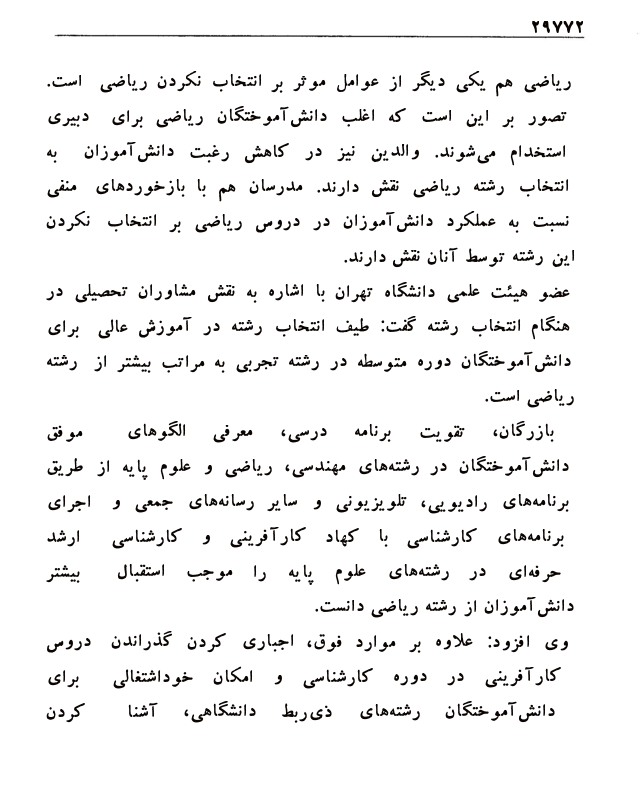 ۲۹۷۷۲
ریاضی هم یکی دیگر از عوامل موثر بر انتخاب نکردن ریاضی است.
تصور بر این است که اغلب دانش‌آموختگان ریاضی برای دبیری
استخدام می‌شوند. والدین نیز در کاهش رغبت دانش‌آموزان به
انتخاب رشته ریاضی نقش دارند. مدرسان هم با بازخوردهای منفی
نسبت به عملکرد دانش‌آموزان در دروس ریاضی بر انتخاب نکردن
این رشته توسط آنان نقش دارند.
عضو هیئت علمی دانشگاه تهران با اشاره به نقش مشاوران تحصیلی در
هنگام انتخاب رشته گفت: طیف انتخاب رشته در آموزش عالی برای
دانش‌آموختگان دوره متوسطه در رشته تجربی به مراتب بیشتر از رشته
ریاضی است.
بازرگان، تقویت برنامه درسی، معرفی الگوهای موفق
دانش‌آموختگان در رشته‌های مهندسی، ریاضی و علوم پایه از طریق
برنامه‌های رادیویی، تلویزیونی و سایر رسانه‌های جمعی و اجرای
برنامه‌های کارشناسی با کهاد کارآفرینی و کارشناسی ارشد
حرفه‌ای در رشته‌های علوم پایه را موجب استقبال بیشتر
دانش‌آموزان از رشته ریاضی دانست.
وی افزود: علاوه بر موارد فوق، اجباری کردن گذراندن دروس
کارآفرینی در دوره کارشناسی و امکان خوداشتغالی برای
دانش‌آموختگان رشته‌های ذی‌ربط دانشگاهی، آشنا کردن